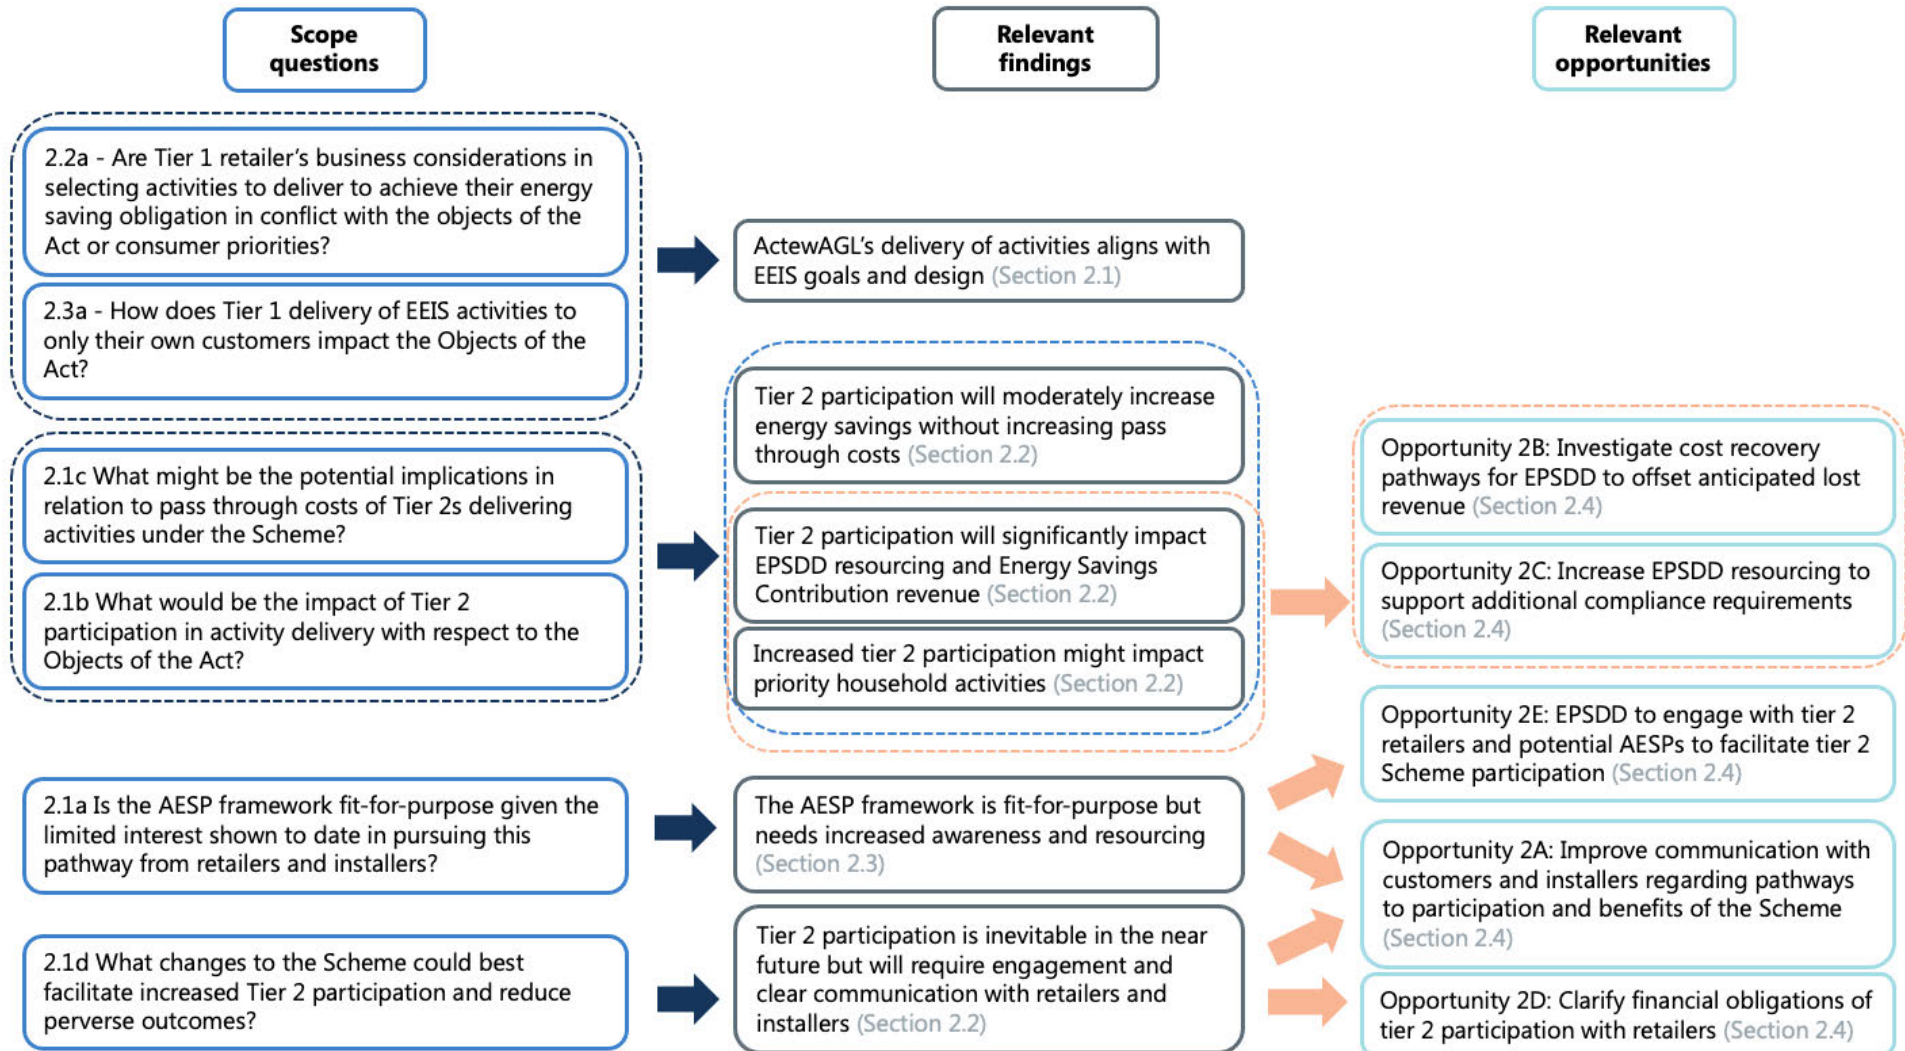 Scope
questions
Relevant
findings
Relevant
opportunities
2.2a - Are Tier 1 retailer’s business considerations in
selecting activities to deliver to achieve their energy
saving obligation in conflict with the objects of the
Act or consumer priorities?
2.3a - How does Tier 1 delivery of EEIS activities to
only their own customers impact the Objects of the
Act?
2.1c What might be the potential implications in
relation to pass through costs of Tier 2s delivering
activities under the Scheme?
2.1b What would be the impact of Tier 2
participation in activity delivery with respect to the
Objects of the Act?
2.1a Is the AESP framework fit-for-purpose given the
limited interest shown to date in pursuing this
pathway from retailers and installers?
2.1d What changes to the Scheme could best
facilitate increased Tier 2 participation and reduce
perverse outcomes?
ActewAGL’s delivery of activities aligns with
EEIS goals and design (Section 2.1)
Tier 2 participation will moderately increase
energy savings without increasing pass
through costs (Section 2.2)
Tier 2 participation will significantly impact
EPSDD resourcing and Energy Savings
Contribution revenue (Section 2.2)
Increased tier 2 participation might impact
priority household activities (Section 2.2)
The AESP framework is fit-for-purpose but
needs increased awareness and resourcing
(Section 2.3)
Tier 2 participation is inevitable in the near
future but will require engagement and
clear communication with retailers and
installers (Section 2.2)
Opportunity 2B: Investigate cost recovery
pathways for EPSDD to offset anticipated lost
revenue (Section 2.4)
Opportunity 2C: Increase EPSDD resourcing to
support additional compliance requirements
(Section 2.4)
Opportunity 2E: EPSDD to engage with tier 2
retailers and potential AESPs to facilitate tier 2
Scheme participation (Section 2.4)
Opportunity 2A: Improve communication with
customers and installers regarding pathways
to participation and benefits of the Scheme
(Section 2.4)
Opportunity 2D: Clarify financial obligations of
tier 2 participation with retailers (Section 2.4)